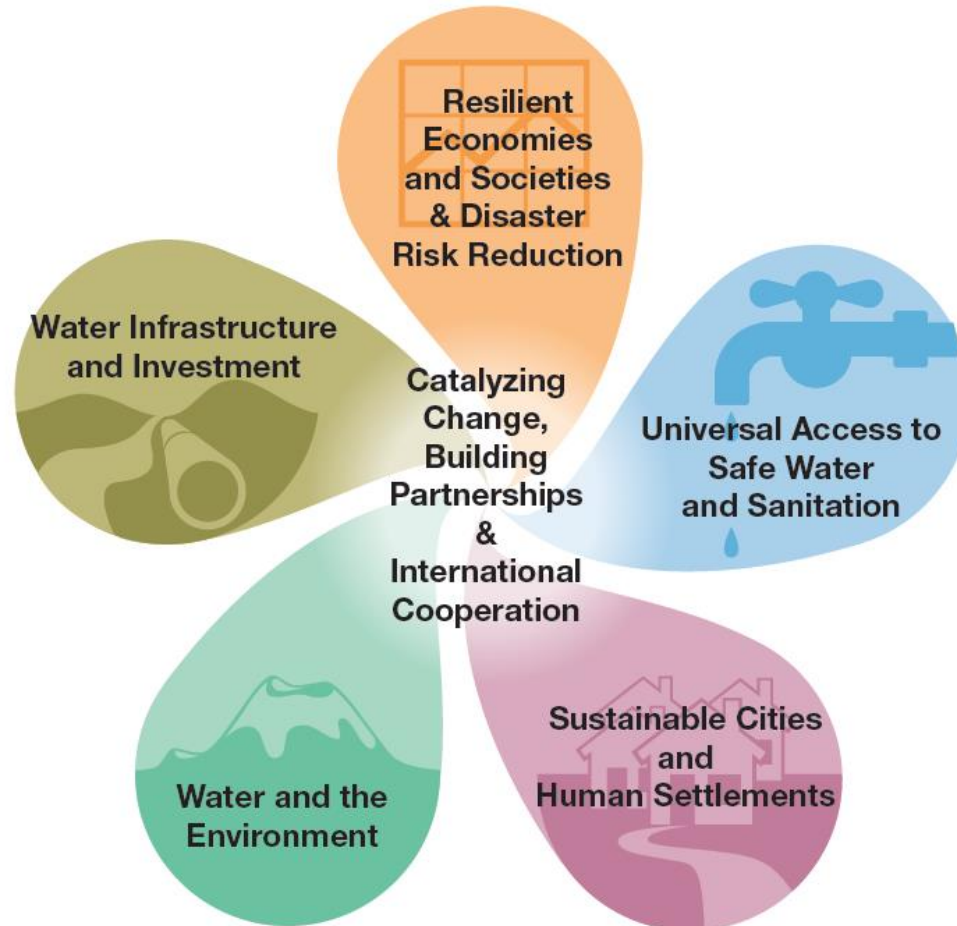 Resilient
Economies
and Societies
& Disaster
Risk Reduction
Water Infrastructure
and Investment
Catalyzing
Change,
Building
Partnerships
&
International
Cooperation
Universal Access to
Safe Water
and Sanitation
Water and the
Environment
Sustainable Cities
and
Human Settlements